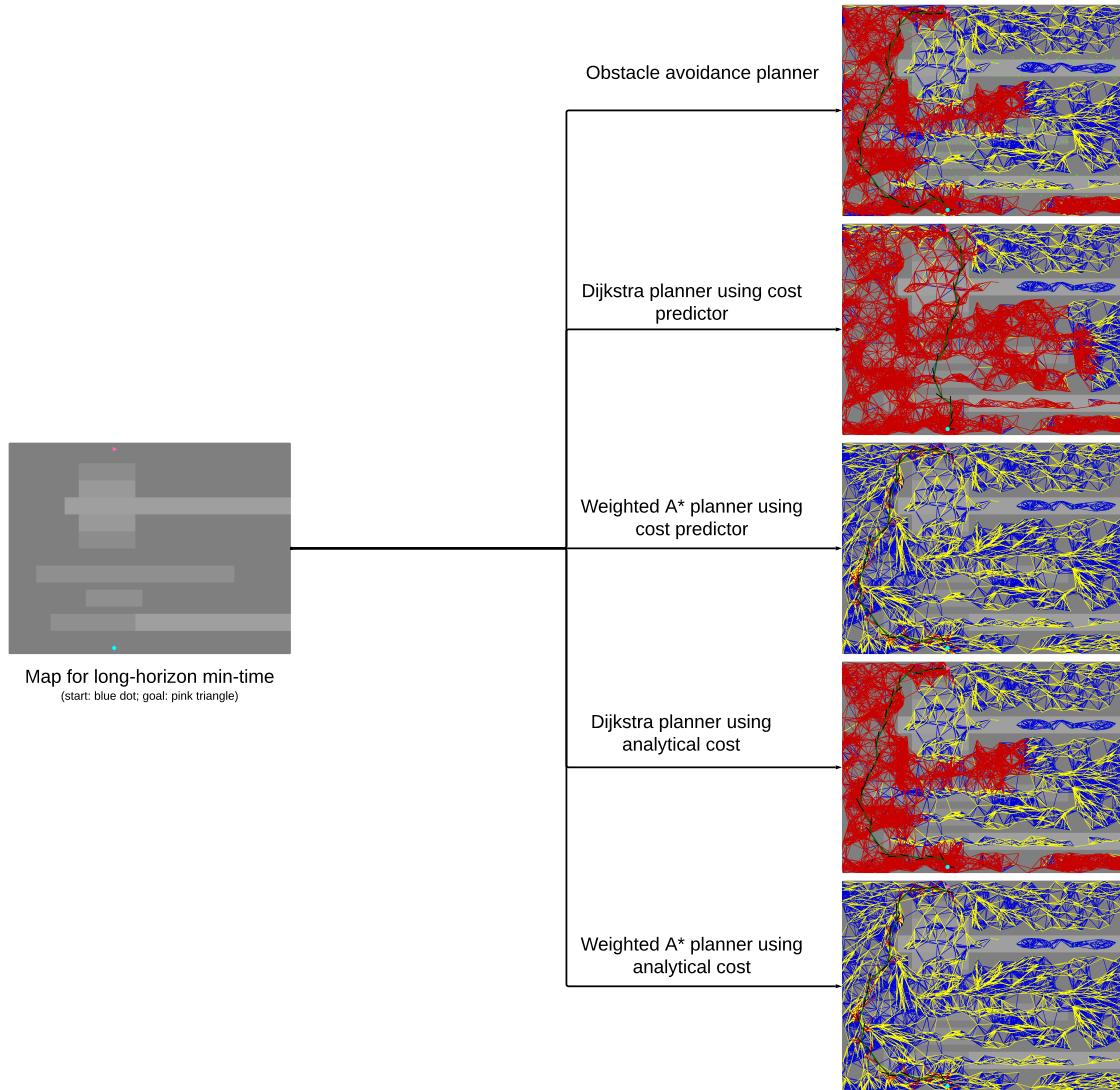 Obstacle avoidance planner
Dijkstra planner using cost
predictor
Weighted A* planner using
cost predictor
Map for long-horizon min-time
(start: blue dot; goal: pink triangle)
Dijkstra planner using
analytical cost
Weighted A* planner using
analytical cost